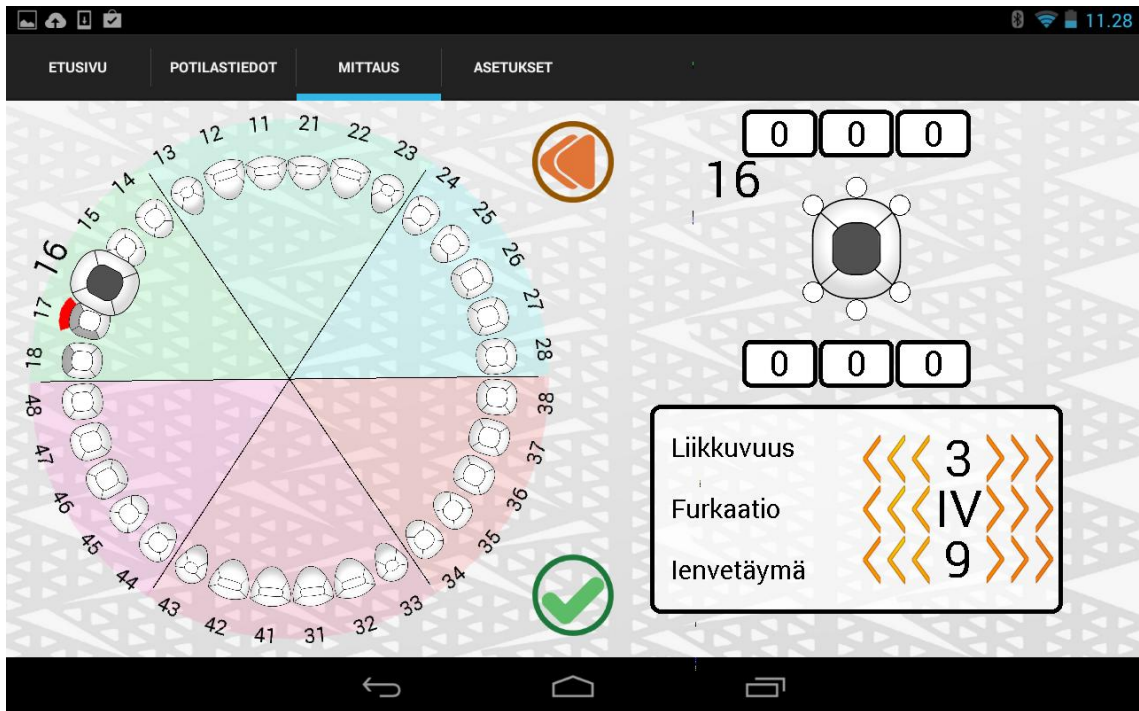 11.28
ETUSIVU POTILASTIEDOT MITTAUS ASETUKSET
12 11 21 22
13 23
14 24
15 25
16 26
17 27
18 28
48 38
47 37
46 36
45 35
44 34
43 33
42 41 31 32
0 0 0
16
0 0 0
Liikkuvuus 3
Furkaatio IV
Ienvetäymä 9